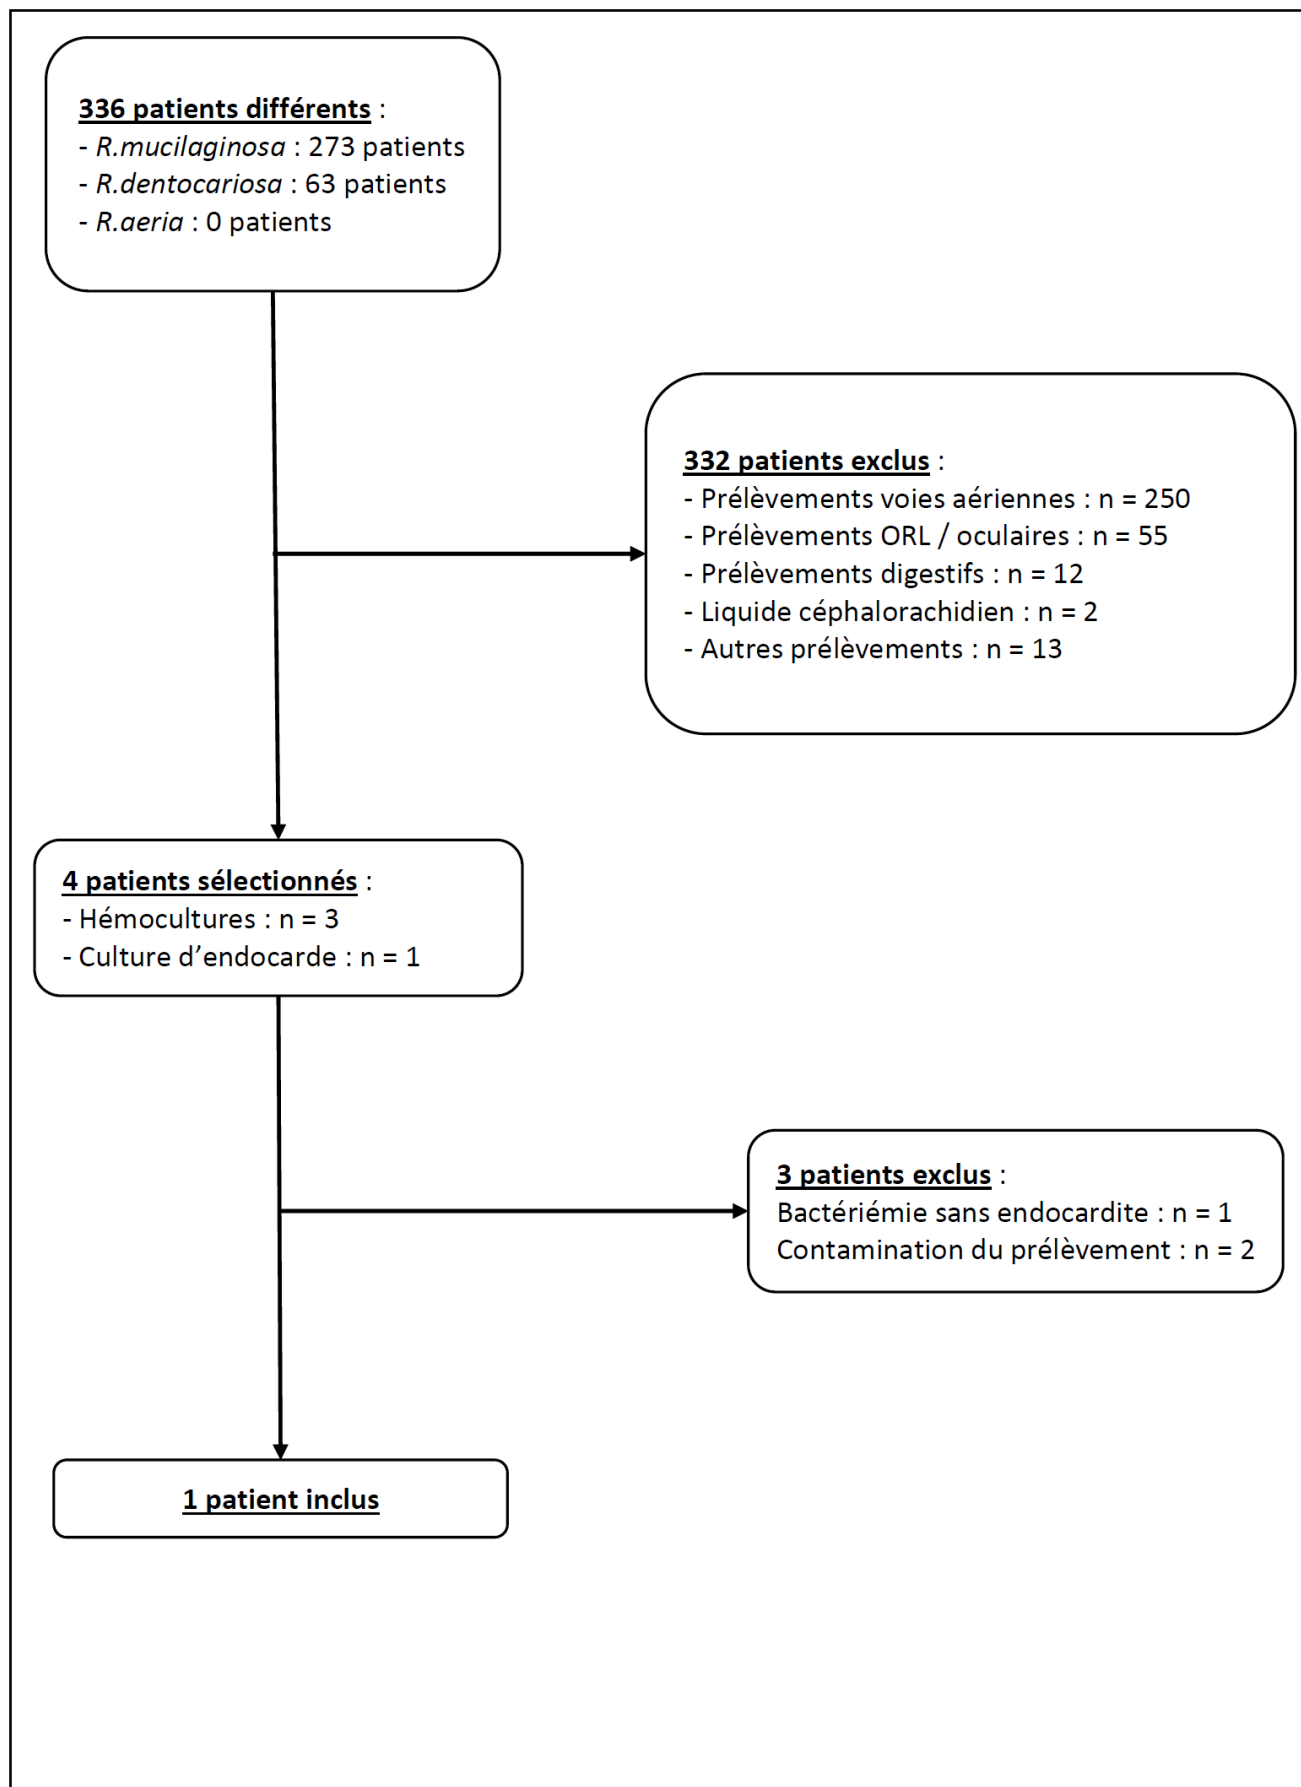 336 patients différents :
- R.mucilaginosa : 273 patients
- R.dentocariosa : 63 patients
- R.aeria : 0 patients
332 patients exclus :
- Prélèvements voies aériennes : n = 250
- Prélèvements ORL / oculaires : n = 55
- Prélèvements digestifs : n = 12
- Liquide céphalorachidien : n = 2
- Autres prélèvements : n = 13
4 patients sélectionnés :
- Hémocultures : n = 3
- Culture d’endocarde : n = 1
3 patients exclus :
Bactériémie sans endocardite : n = 1
Contamination du prélèvement : n = 2
1 patient inclus